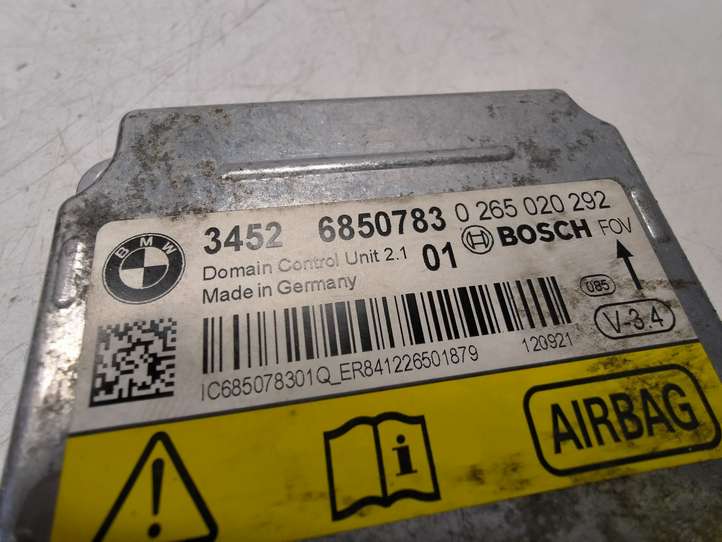 BMW
3452 6850783 0 265 020 292
Domain Control Unit 2.1 01 BOSCH FOV
Made in Germany
085
V-3.4
IC685078301Q_ER841226501879 120921
AIRBAG